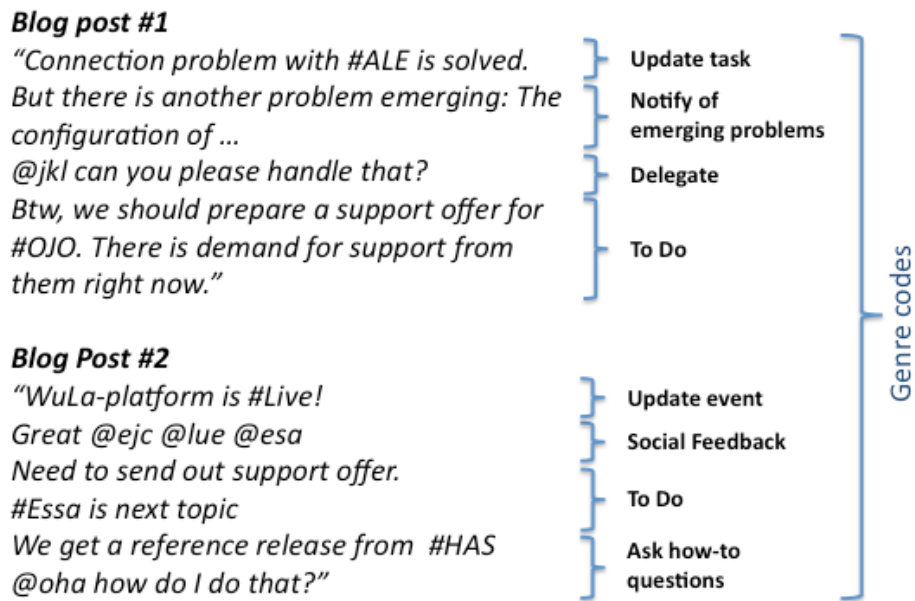 Blog post #1
“Connection problem with #ALE is solved.
Update task
But there is another problem emerging: The
configuration of ...
Notify of
emerging problems
@jkl can you please handle that?
Delegate
Btw, we should prepare a support offer for
#OJO. There is demand for support from
them right now.”
To Do
Blog Post #2
“WuLa-platform is #Live!
Update event
Great @ejc @lue @esa
Social Feedback
Need to send out support offer.
#Essa is next topic
To Do
We get a reference release from #HAS
@oha how do I do that?”
Ask how-to
questions
Genre codes